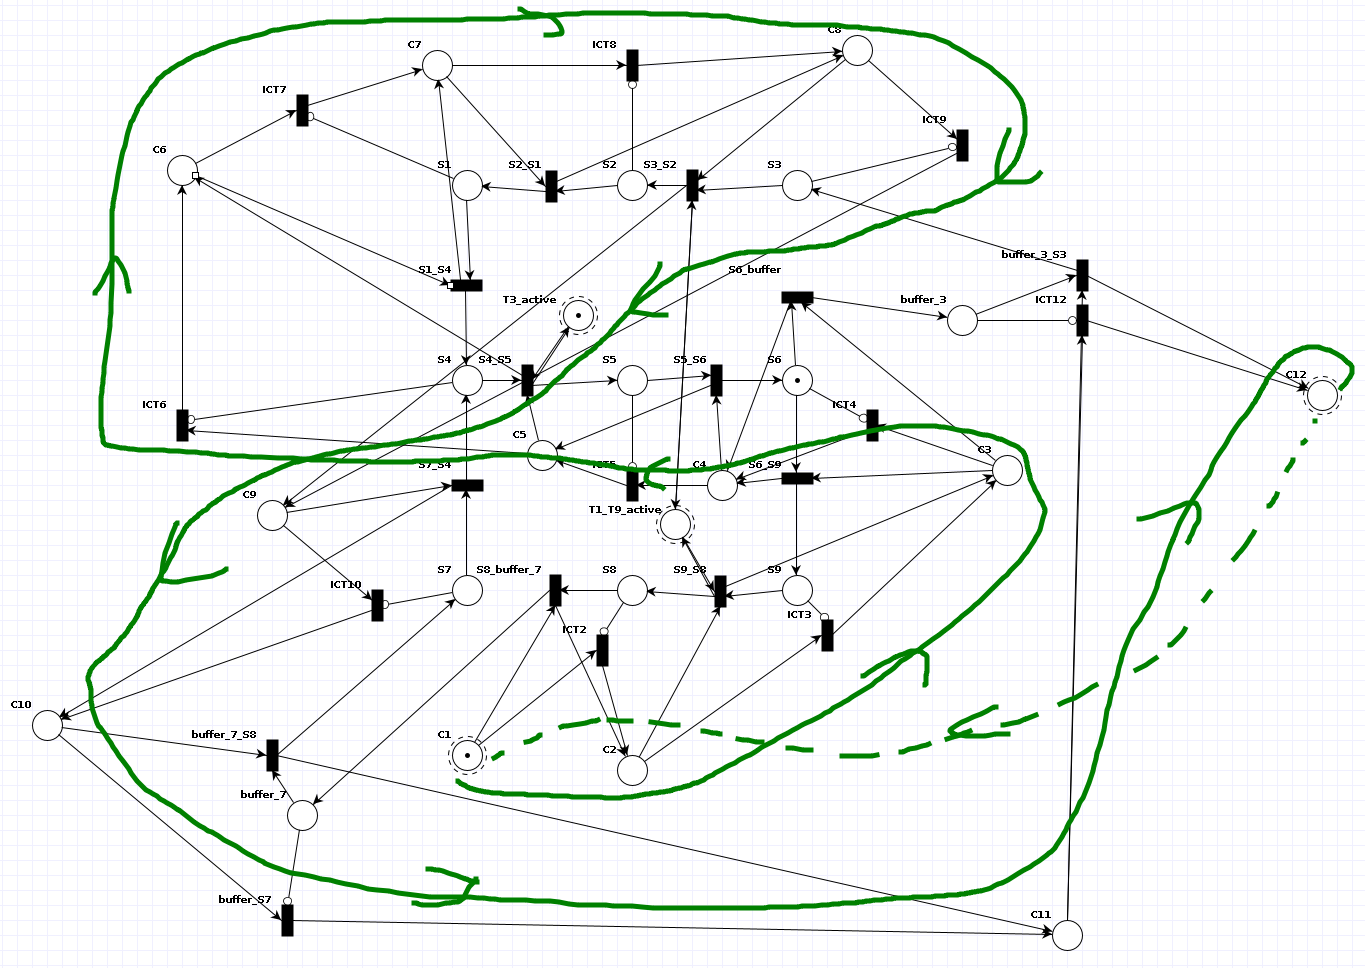 C8
C7
ICT8
ICT7
ICT9
C6
S1
S2_S1
S2
S3_S2
S3
buffer_3_S3
S1_S4
S6_buffer
T3_active
buffer_3
ICT12
S4
S4_S5
S5
S5_S6
S6
C12
ICT6
ICT4
C5
C3
S7_S4
ICT5
C4
S6_S9
C9
T1_T9_active
S7
S8_buffer_7
S8
S9_S8
S9
ICT10
ICT3
ICT2
C10
buffer_7_S8
C1
C2
buffer_7
buffer_S7
C11